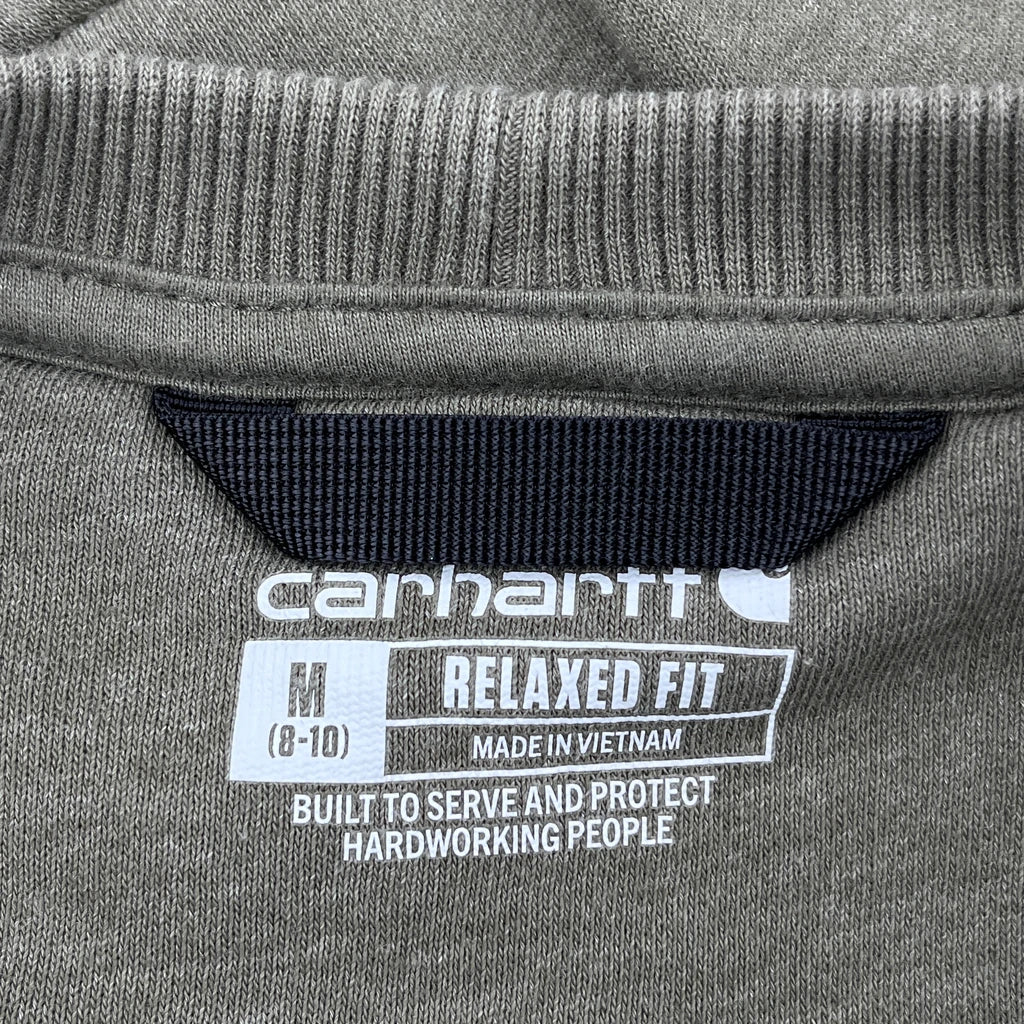 carhartt
M
(8-10)
RELAXED FIT
MADE IN VIETNAM
BUILT TO SERVE AND PROTECT
HARDWORKING PEOPLE